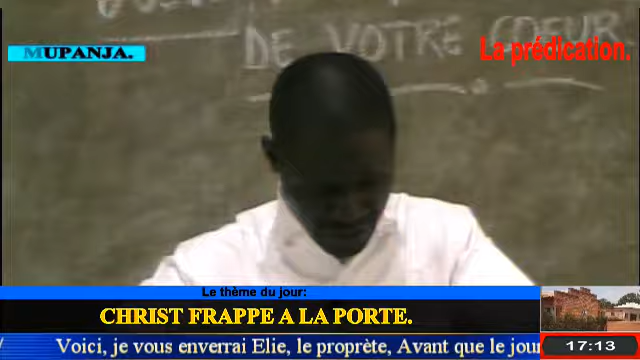 DE VOTRE COEUR
MUPANJA.
La prédication.
Le thème du jour:
CHRIST FRAPPE A LA PORTE.
Voici, je vous enverrai Elie, le proprète, Avant que le jour
17:13